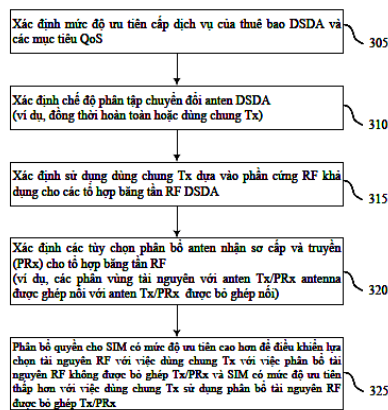 Xác định mức độ ưu tiên cấp dịch vụ của thuê bao DSDA và
các mục tiêu QoS
305
Xác định chế độ phân tập chuyển đổi anten DSDA
(ví dụ, đồng thời hoàn toàn hoặc dùng chung Tx)
310
Xác định sử dụng dùng chung Tx dựa vào phần cứng RF khả
dụng cho các tổ hợp băng tần RF DSDA
315
Xác định các tùy chọn phân bổ anten nhận sơ cấp và truyền
(PRx) cho tổ hợp băng tần RF
(ví dụ, các phân vùng tài nguyên với anten Tx/PRx antenna
được ghép nối với anten Tx/PRx được bỏ ghép nối)
320
Phân bổ quyền cho SIM có mức độ ưu tiên cao hơn để điều khiển lựa
chọn tài nguyên RF với việc dùng chung Tx với việc phân bổ tài
nguyên RF không được bỏ ghép Tx/PRx và SIM có mức độ ưu tiên
thấp hơn với việc dùng chung Tx sử dụng phân bổ tài nguyên RF
được bỏ ghép Tx/PRx
325